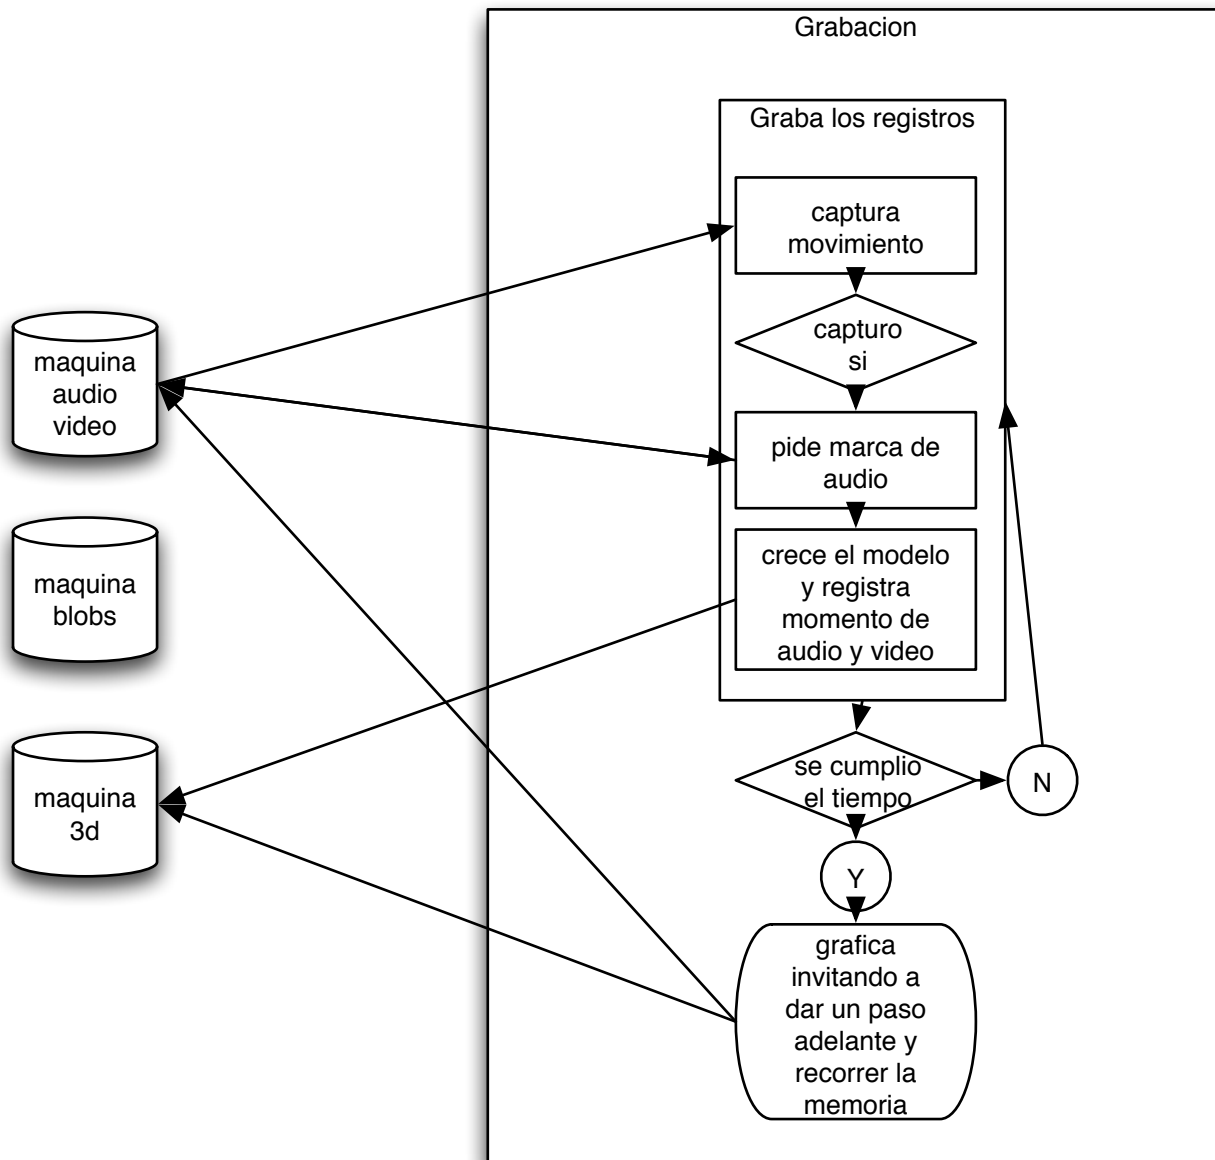 Grabacion
Graba los registros
captura
movimiento
capturo
si
pide marca de
audio
crece el modelo
y registra
momento de
audio y video
se cumplio
el tiempo
N
Y
grafica
invitando a
dar un paso
adelante y
recorrer la
memoria
maquina
audio
video
maquina
blobs
maquina
3d